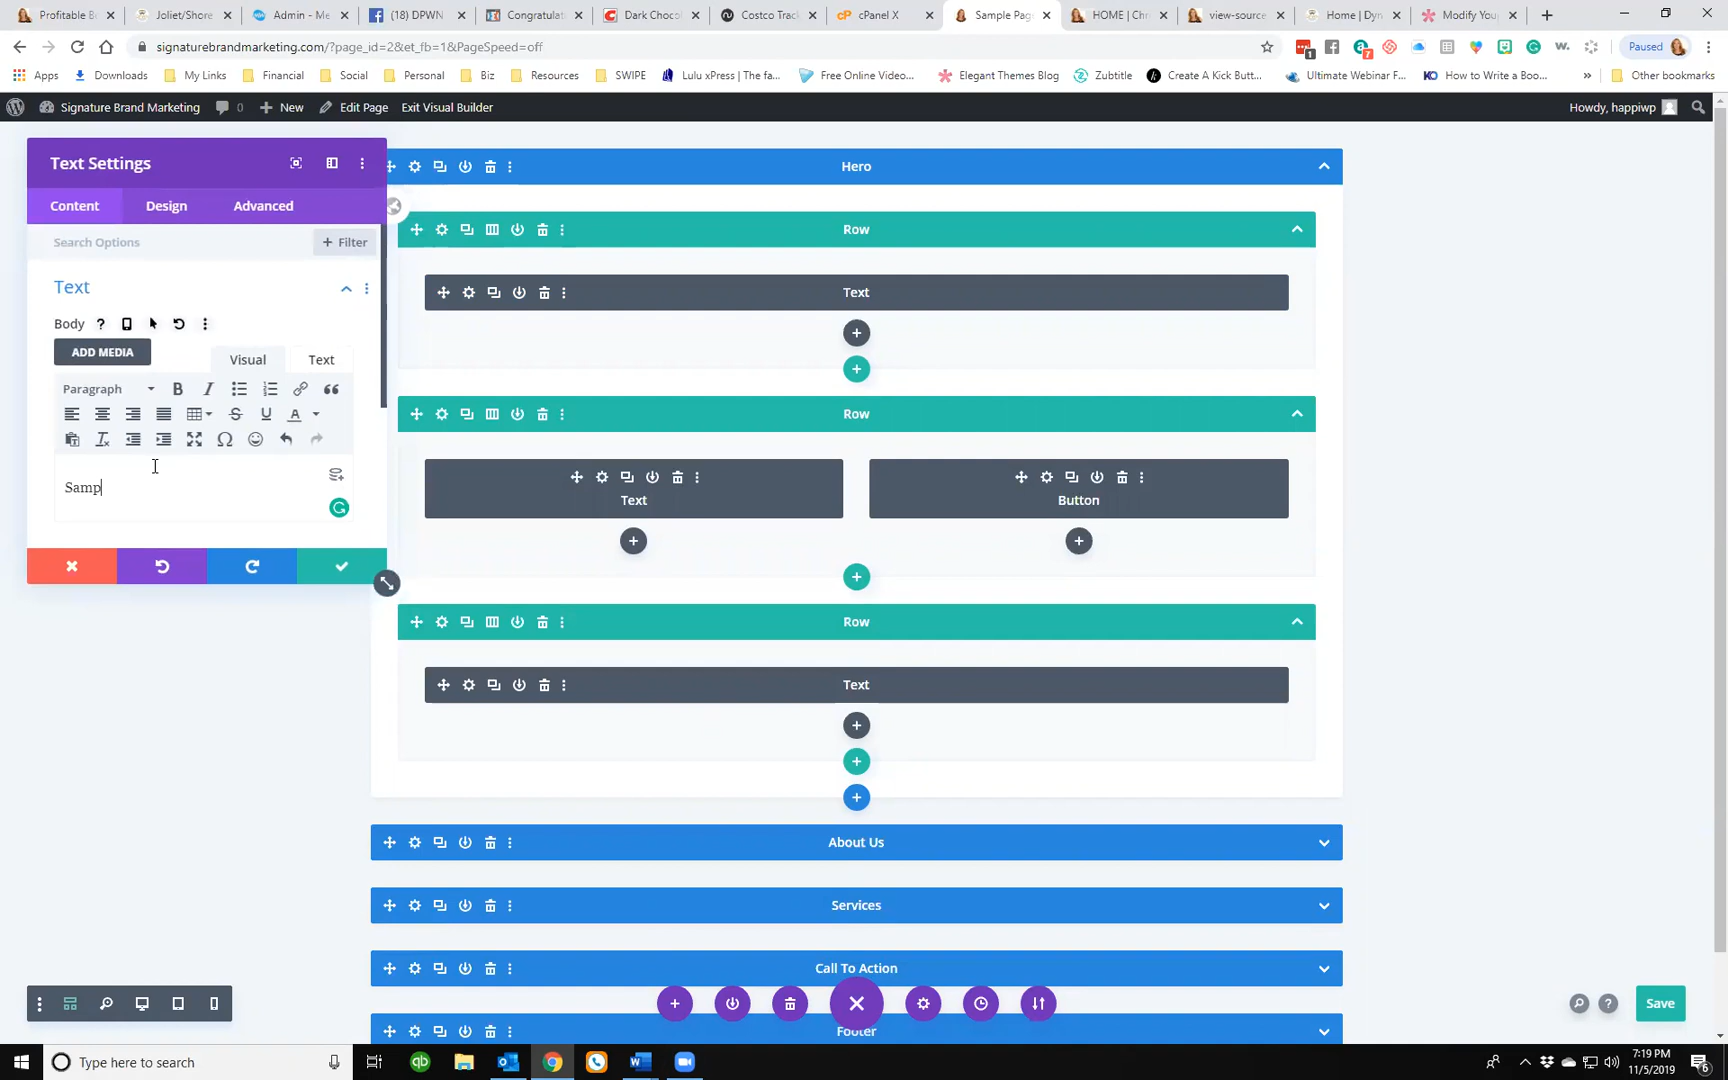 Profitable B
Joliet/Shore
Admin - Me
(18) DPWN
Congratulat
Dark Choco
Costco Track
cPanel X
Sample Pag
HOME | Chr
view-source
Home | Dyn
Modify You
signaturebrandmarketing.com/?page_id=2&et_fb=1&PageSpeed=off
Paused
Apps
Downloads
My Links
Financial
Social
Personal
Biz
Resources
SWIPE
Lulu xPress | The fa...
Free Online Video...
Elegant Themes Blog
Zubtitle
Create A Kick Butt...
Ultimate Webinar F...
How to Write a Boo...
Other bookmarks
Signature Brand Marketing
0
New
Edit Page
Exit Visual Builder
Howdy, happiwp
Text Settings
Content
Design
Advanced
Search Options
+ Filter
Text
Body
ADD MEDIA
Visual
Text
Paragraph
Samp
Hero
Row
Text
Row
Text
Button
Row
Text
About Us
Services
Call To Action
Footer
Save
Type here to search
7:19 PM
11/5/2019
6